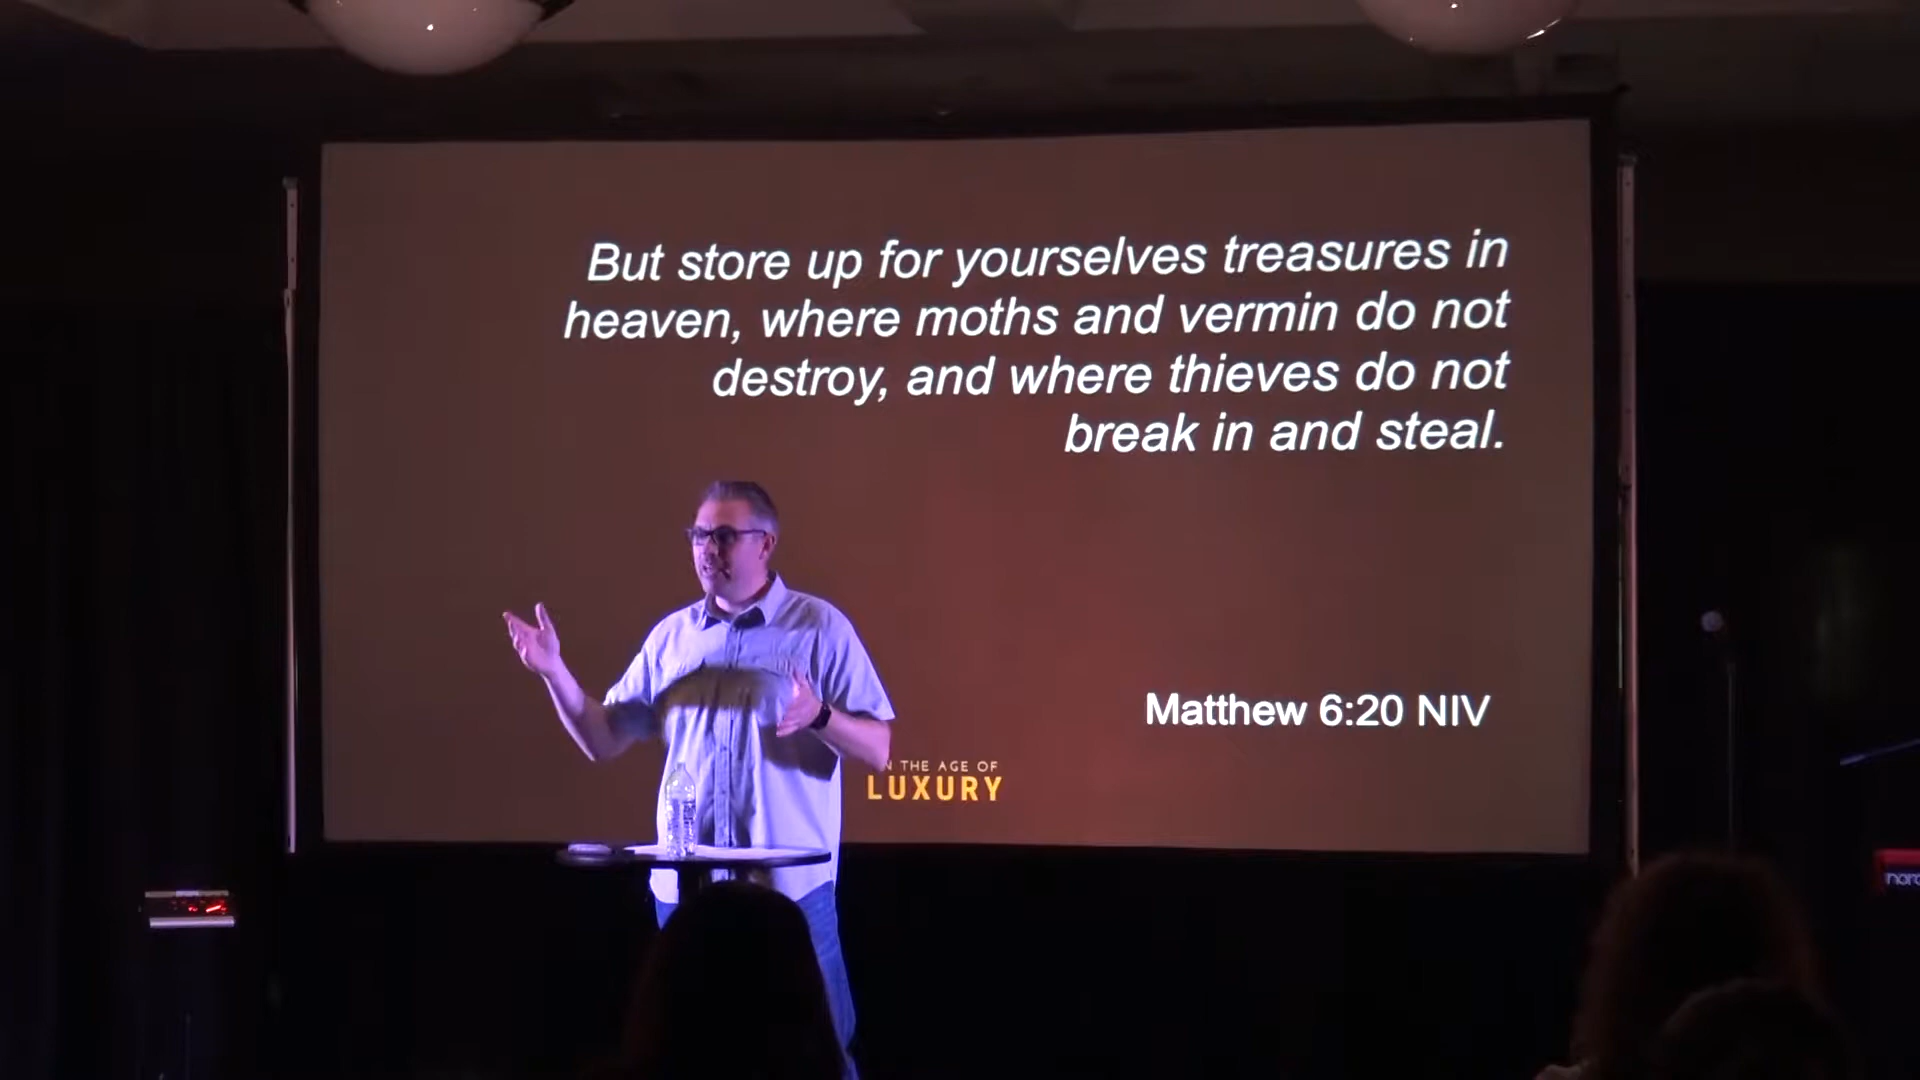 But store up for yourselves treasures in
heaven, where moths and vermin do not
destroy, and where thieves do not
break in and steal.
Matthew 6:20 NIV
THE AGE OF
LUXURY